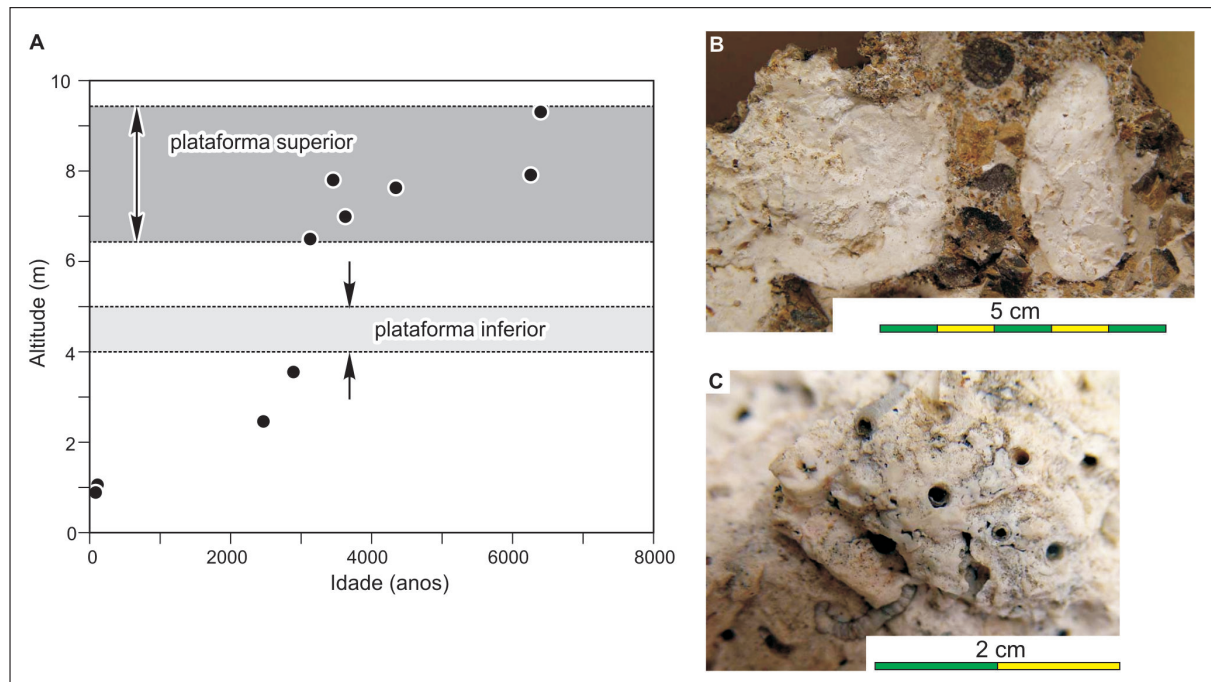 A
10
8
6
4
2
0
Altitude (m)
plataforma superior
plataforma inferior
0
2000
4000
6000
8000
Idade (anos)
B
5 cm
C
2 cm